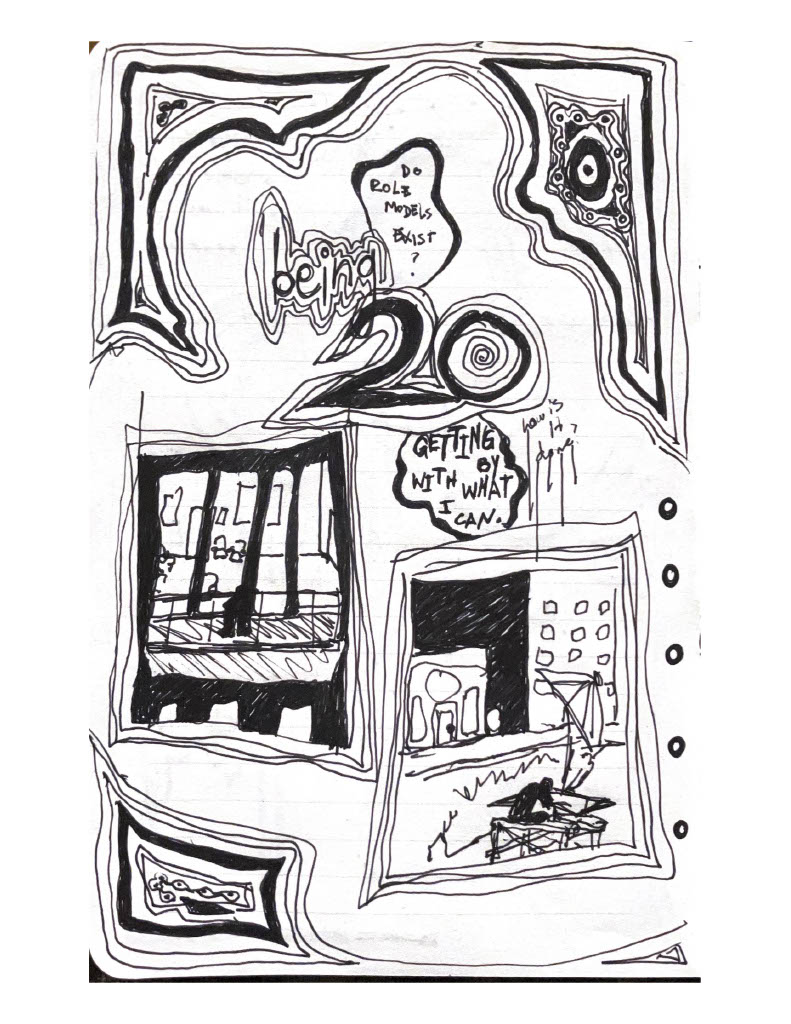 DO
ROLE
MODELS
EXIST
?
being
20
GETTING
BY
WITH WHAT
I
CAN.
how is
it
done?